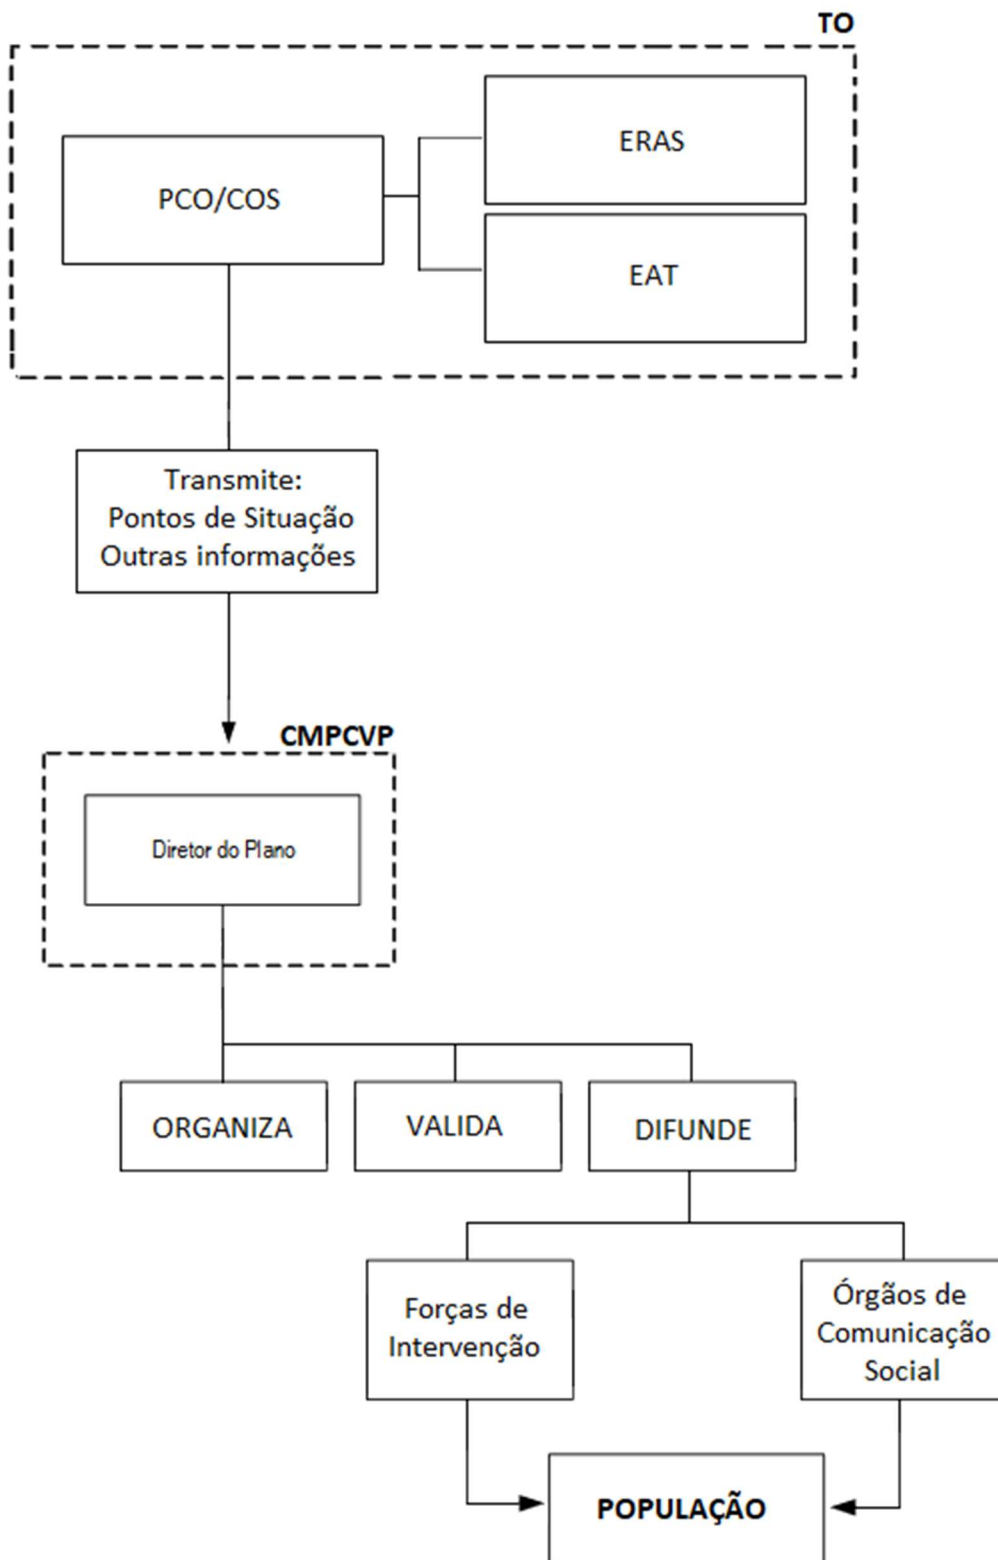 TO
ERAS
PCO/COS
EAT
Transmite:
Pontos de Situação
Outras informações
CMPCVP
Diretor do Plano
ORGANIZA
VALIDA
DIFUNDE
Forças de
Intervenção
Órgãos de
Comunicação
Social
POPULAÇÃO